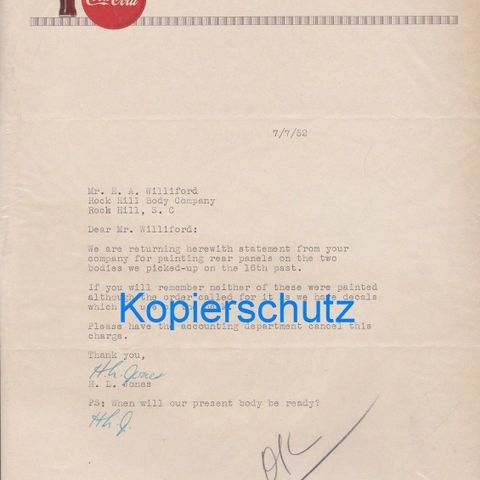 Coca-Cola
7/7/52
Mr. E. A. Williford
Rock Hill Body Company
Rock Hill, S. C
Dear Mr. Williford:
We are returning herewith statement from your
company for painting rear panels on the two
bodies we picked-up on the 16th past.
If you will remember neither of these were painted
although the order called for it as we have decals
which
Kopierschutz
Please have the accounting department cancel this
charge.
Thank you,
H. L. Jones
H. L. Jones
PS: When will our present body be ready?
H L J.
OK